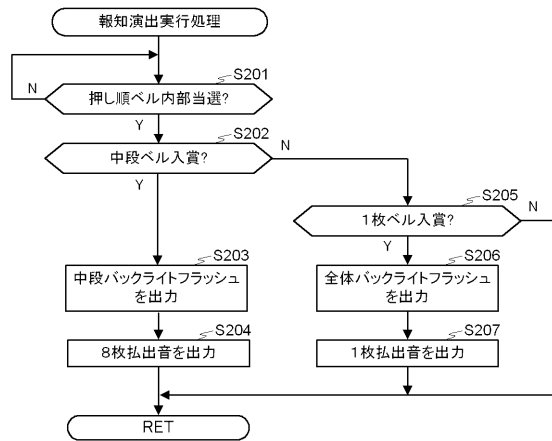 報知演出実行処理
S201
押し順ベル内部当選?
N
Y
S202
中段ベル入賞?
N
Y
S205
1枚ベル入賞?
N
Y
S203
中段バックライトフラッシュ
を出力
S206
全体バックライトフラッシュ
を出力
S204
8枚払出音を出力
S207
1枚払出音を出力
RET